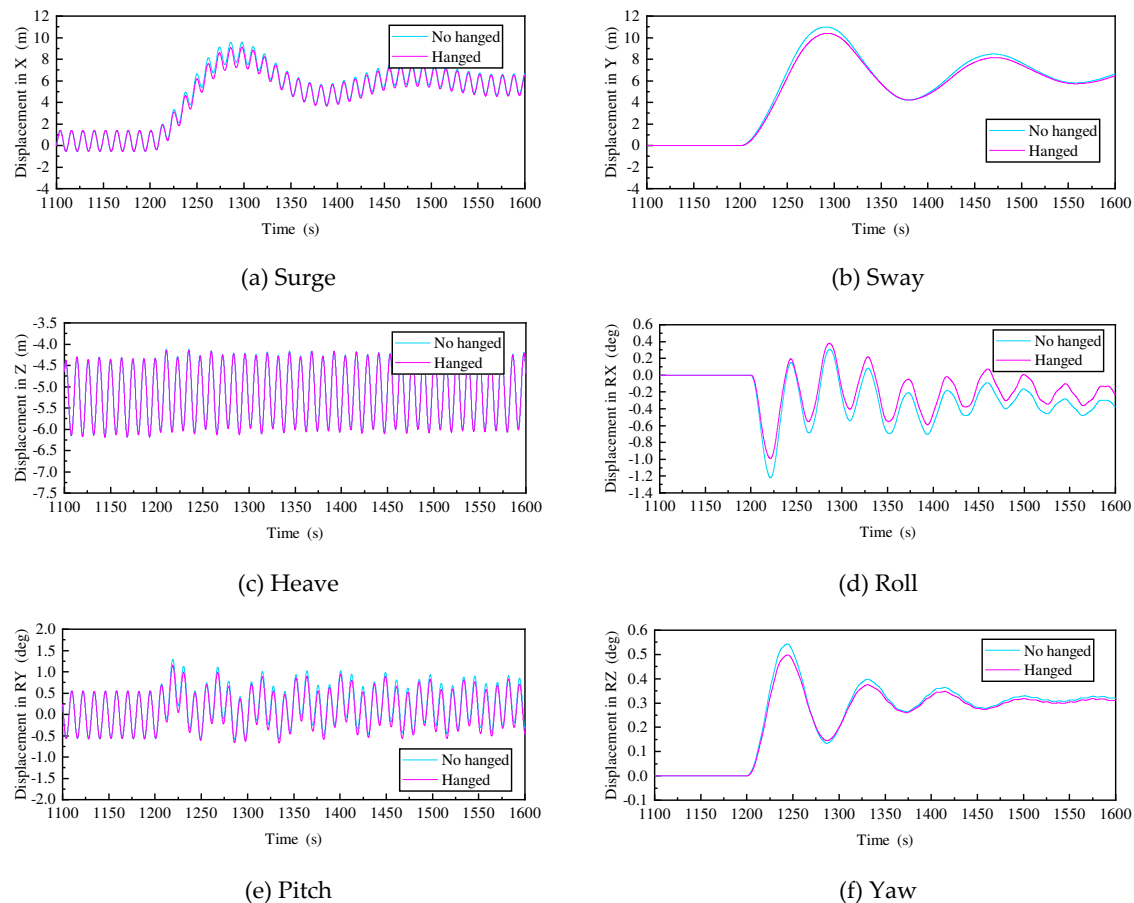 12
10
8
6
4
2
0
-2
-4
Displacement in X (m)
No hanged
Hanged
1100 1150 1200 1250 1300 1350 1400 1450 1500 1550 1600
Time (s)
(a) Surge
12
10
8
6
4
2
0
-2
-4
Displacement in Y (m)
No hanged
Hanged
1100 1150 1200 1250 1300 1350 1400 1450 1500 1550 1600
Time (s)
(b) Sway
-3.5
-4.0
-4.5
-5.0
-5.5
-6.0
-6.5
-7.0
-7.5
Displacement in Z (m)
No hanged
Hanged
1100 1150 1200 1250 1300 1350 1400 1450 1500 1550 1600
Time (s)
(c) Heave
0.6
0.4
0.2
0.0
-0.2
-0.4
-0.6
-0.8
-1.0
-1.2
-1.4
Displacement in RX (deg)
No hanged
Hanged
1100 1150 1200 1250 1300 1350 1400 1450 1500 1550 1600
Time (s)
(d) Roll
2.0
1.5
1.0
0.5
0.0
-0.5
-1.0
-1.5
-2.0
Displacement in RY (deg)
No hanged
Hanged
1100 1150 1200 1250 1300 1350 1400 1450 1500 1550 1600
Time (s)
(e) Pitch
0.6
0.5
0.4
0.3
0.2
0.1
0.0
-0.1
Displacement in RZ (deg)
No hanged
Hanged
1100 1150 1200 1250 1300 1350 1400 1450 1500 1550 1600
Time (s)
(f) Yaw